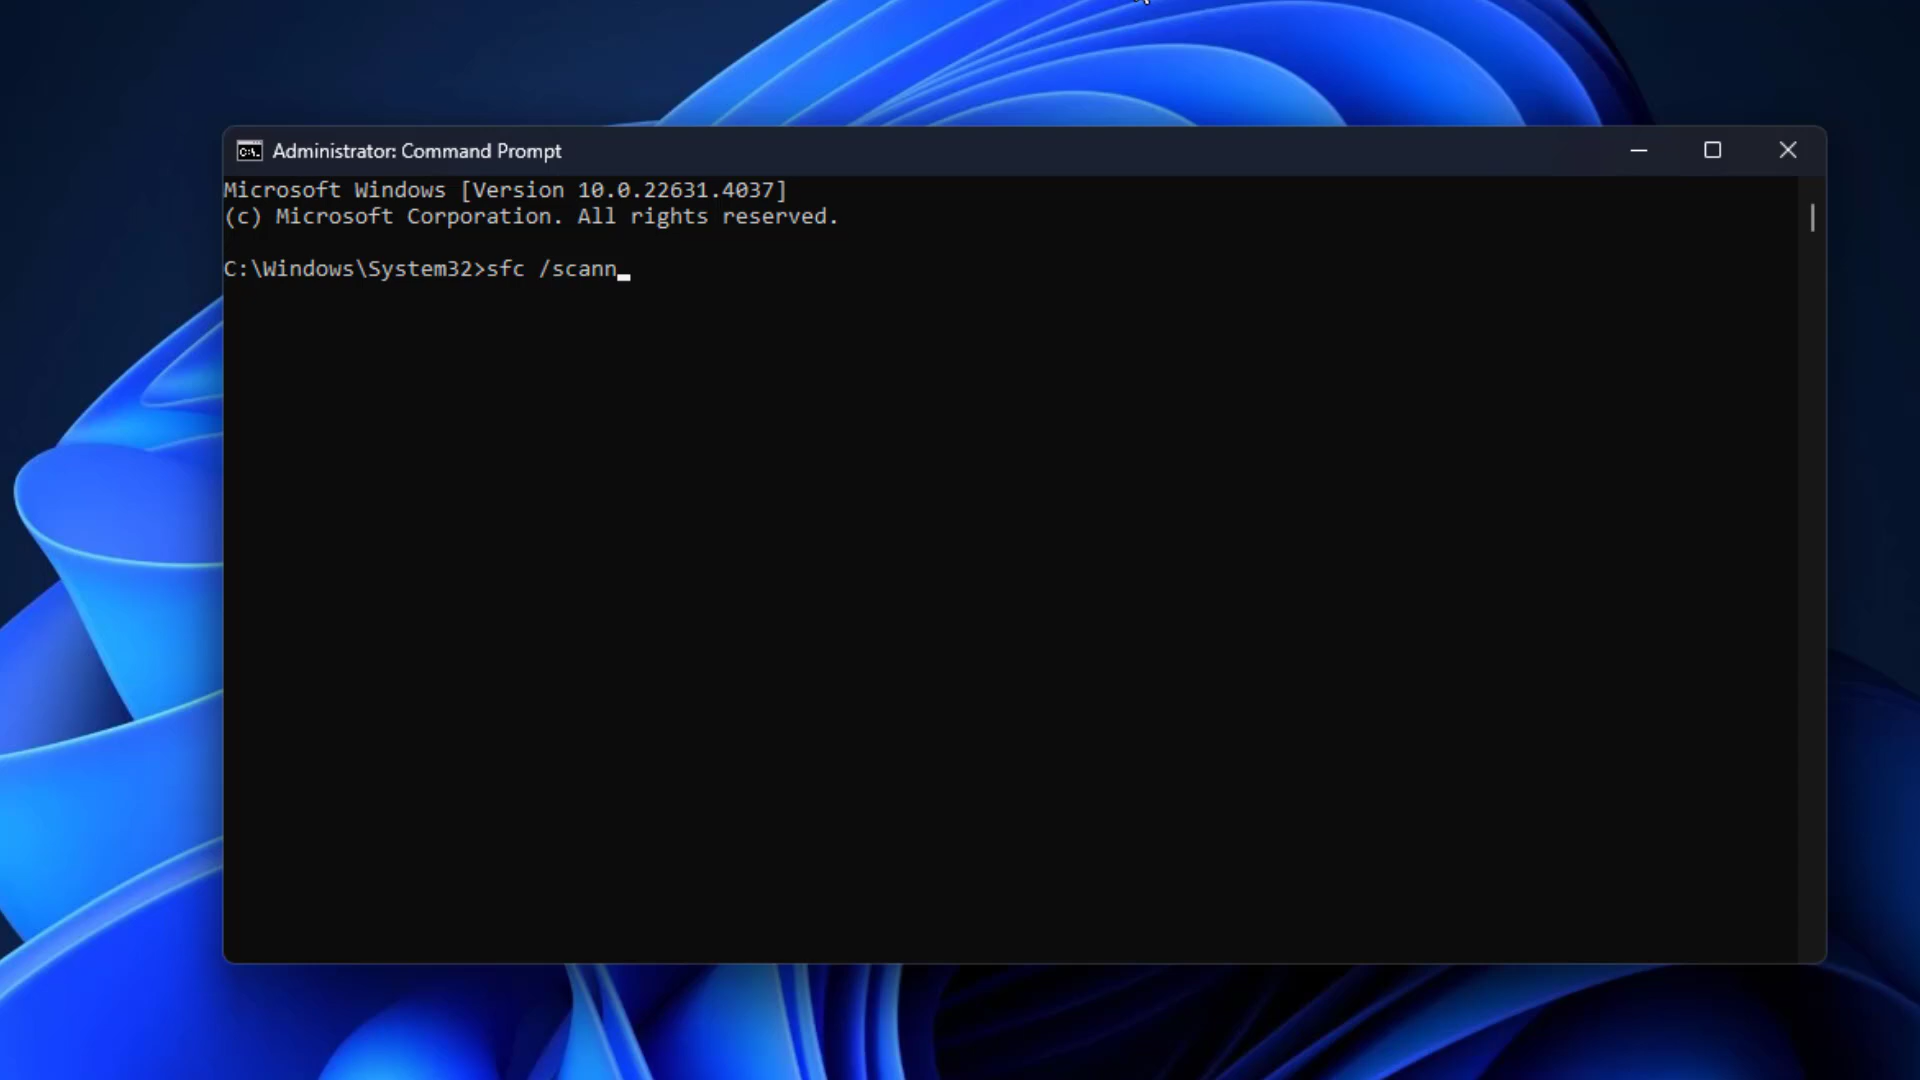 Administrator: Command Prompt
Microsoft Windows [Version 10.0.22631.4037]
(c) Microsoft Corporation. All rights reserved.
C:\Windows\System32>sfc /scann